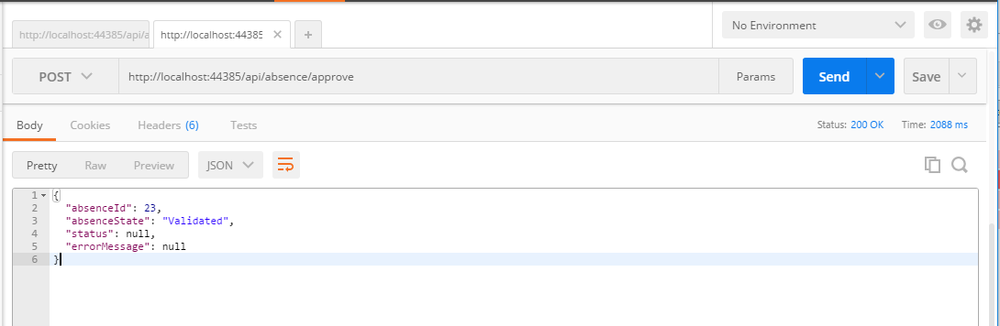 http://localhost:44385/api/a
http://localhost:44385
No Environment
POST
http://localhost:44385/api/absence/approve
Params
Send
Save
Body
Cookies
Headers (6)
Tests
Status: 200 OK
Time: 2088 ms
Pretty
Raw
Preview
JSON
1 {
2 "absenceId": 23,
3 "absenceState": "Validated",
4 "status": null,
5 "errorMessage": null
6 }